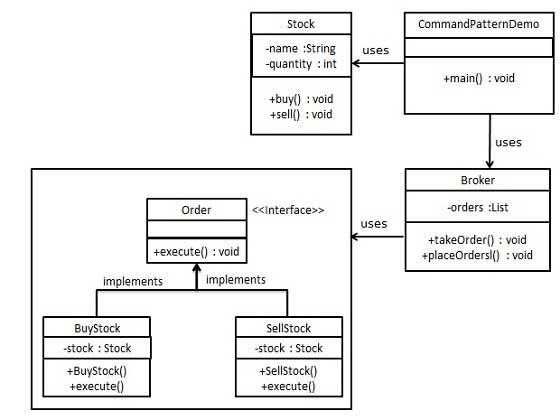 Stock
-name :String
-quantity : int
+buy() : void
+sell() : void
uses
CommandPatternDemo
+main() : void
uses
Broker
-orders :List
+takeOrder() : void
+placeOrdersl() : void
uses
Order
<<Interface>>
+execute() : void
implements
implements
BuyStock
-stock : Stock
+BuyStock()
+execute()
SellStock
-stock : Stock
+SellStock()
+execute()